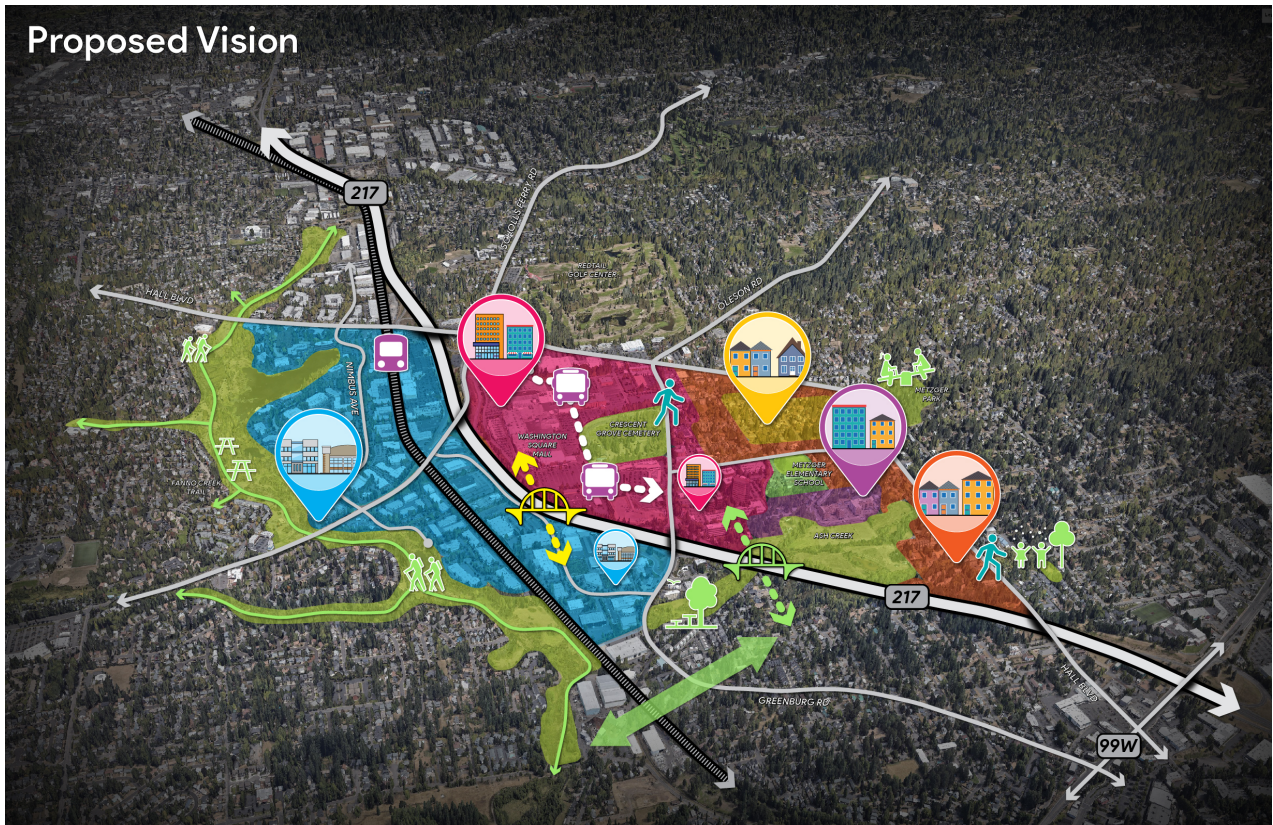 Proposed Vision
217
SCHOLLS FERRY RD
REDTAIL
GOLF CENTER
OLESON RD
HALL BLVD
NIMBUS AVE
METZGER
PARK
CRESCENT
GROVE CEMETERY
WASHINGTON
SQUARE
MALL
METZGER
ELEMENTARY
SCHOOL
FANNO CREEK
TRAIL
ASH CREEK
217
HALL BLVD
GREENBURG RD
99W